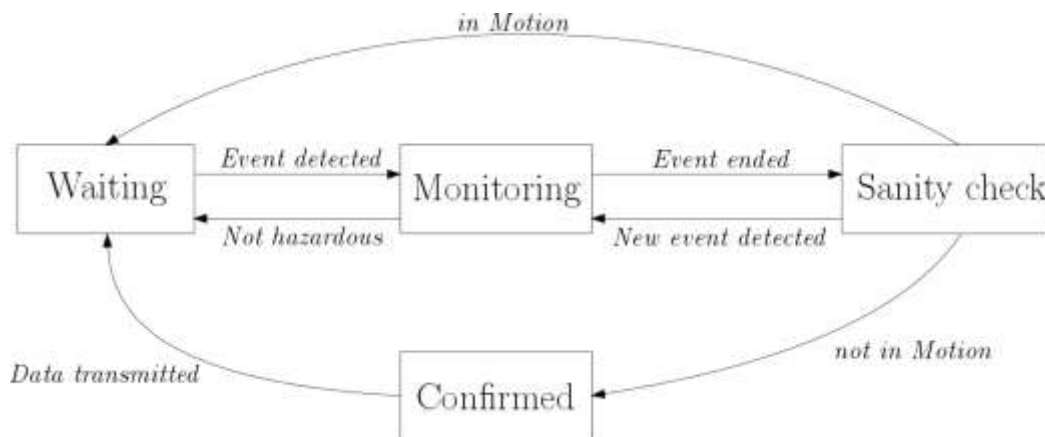 in Motion
Event detected
Event ended
Waiting
Monitoring
Sanity check
Not hazardous
New event detected
not in Motion
Data transmitted
Confirmed